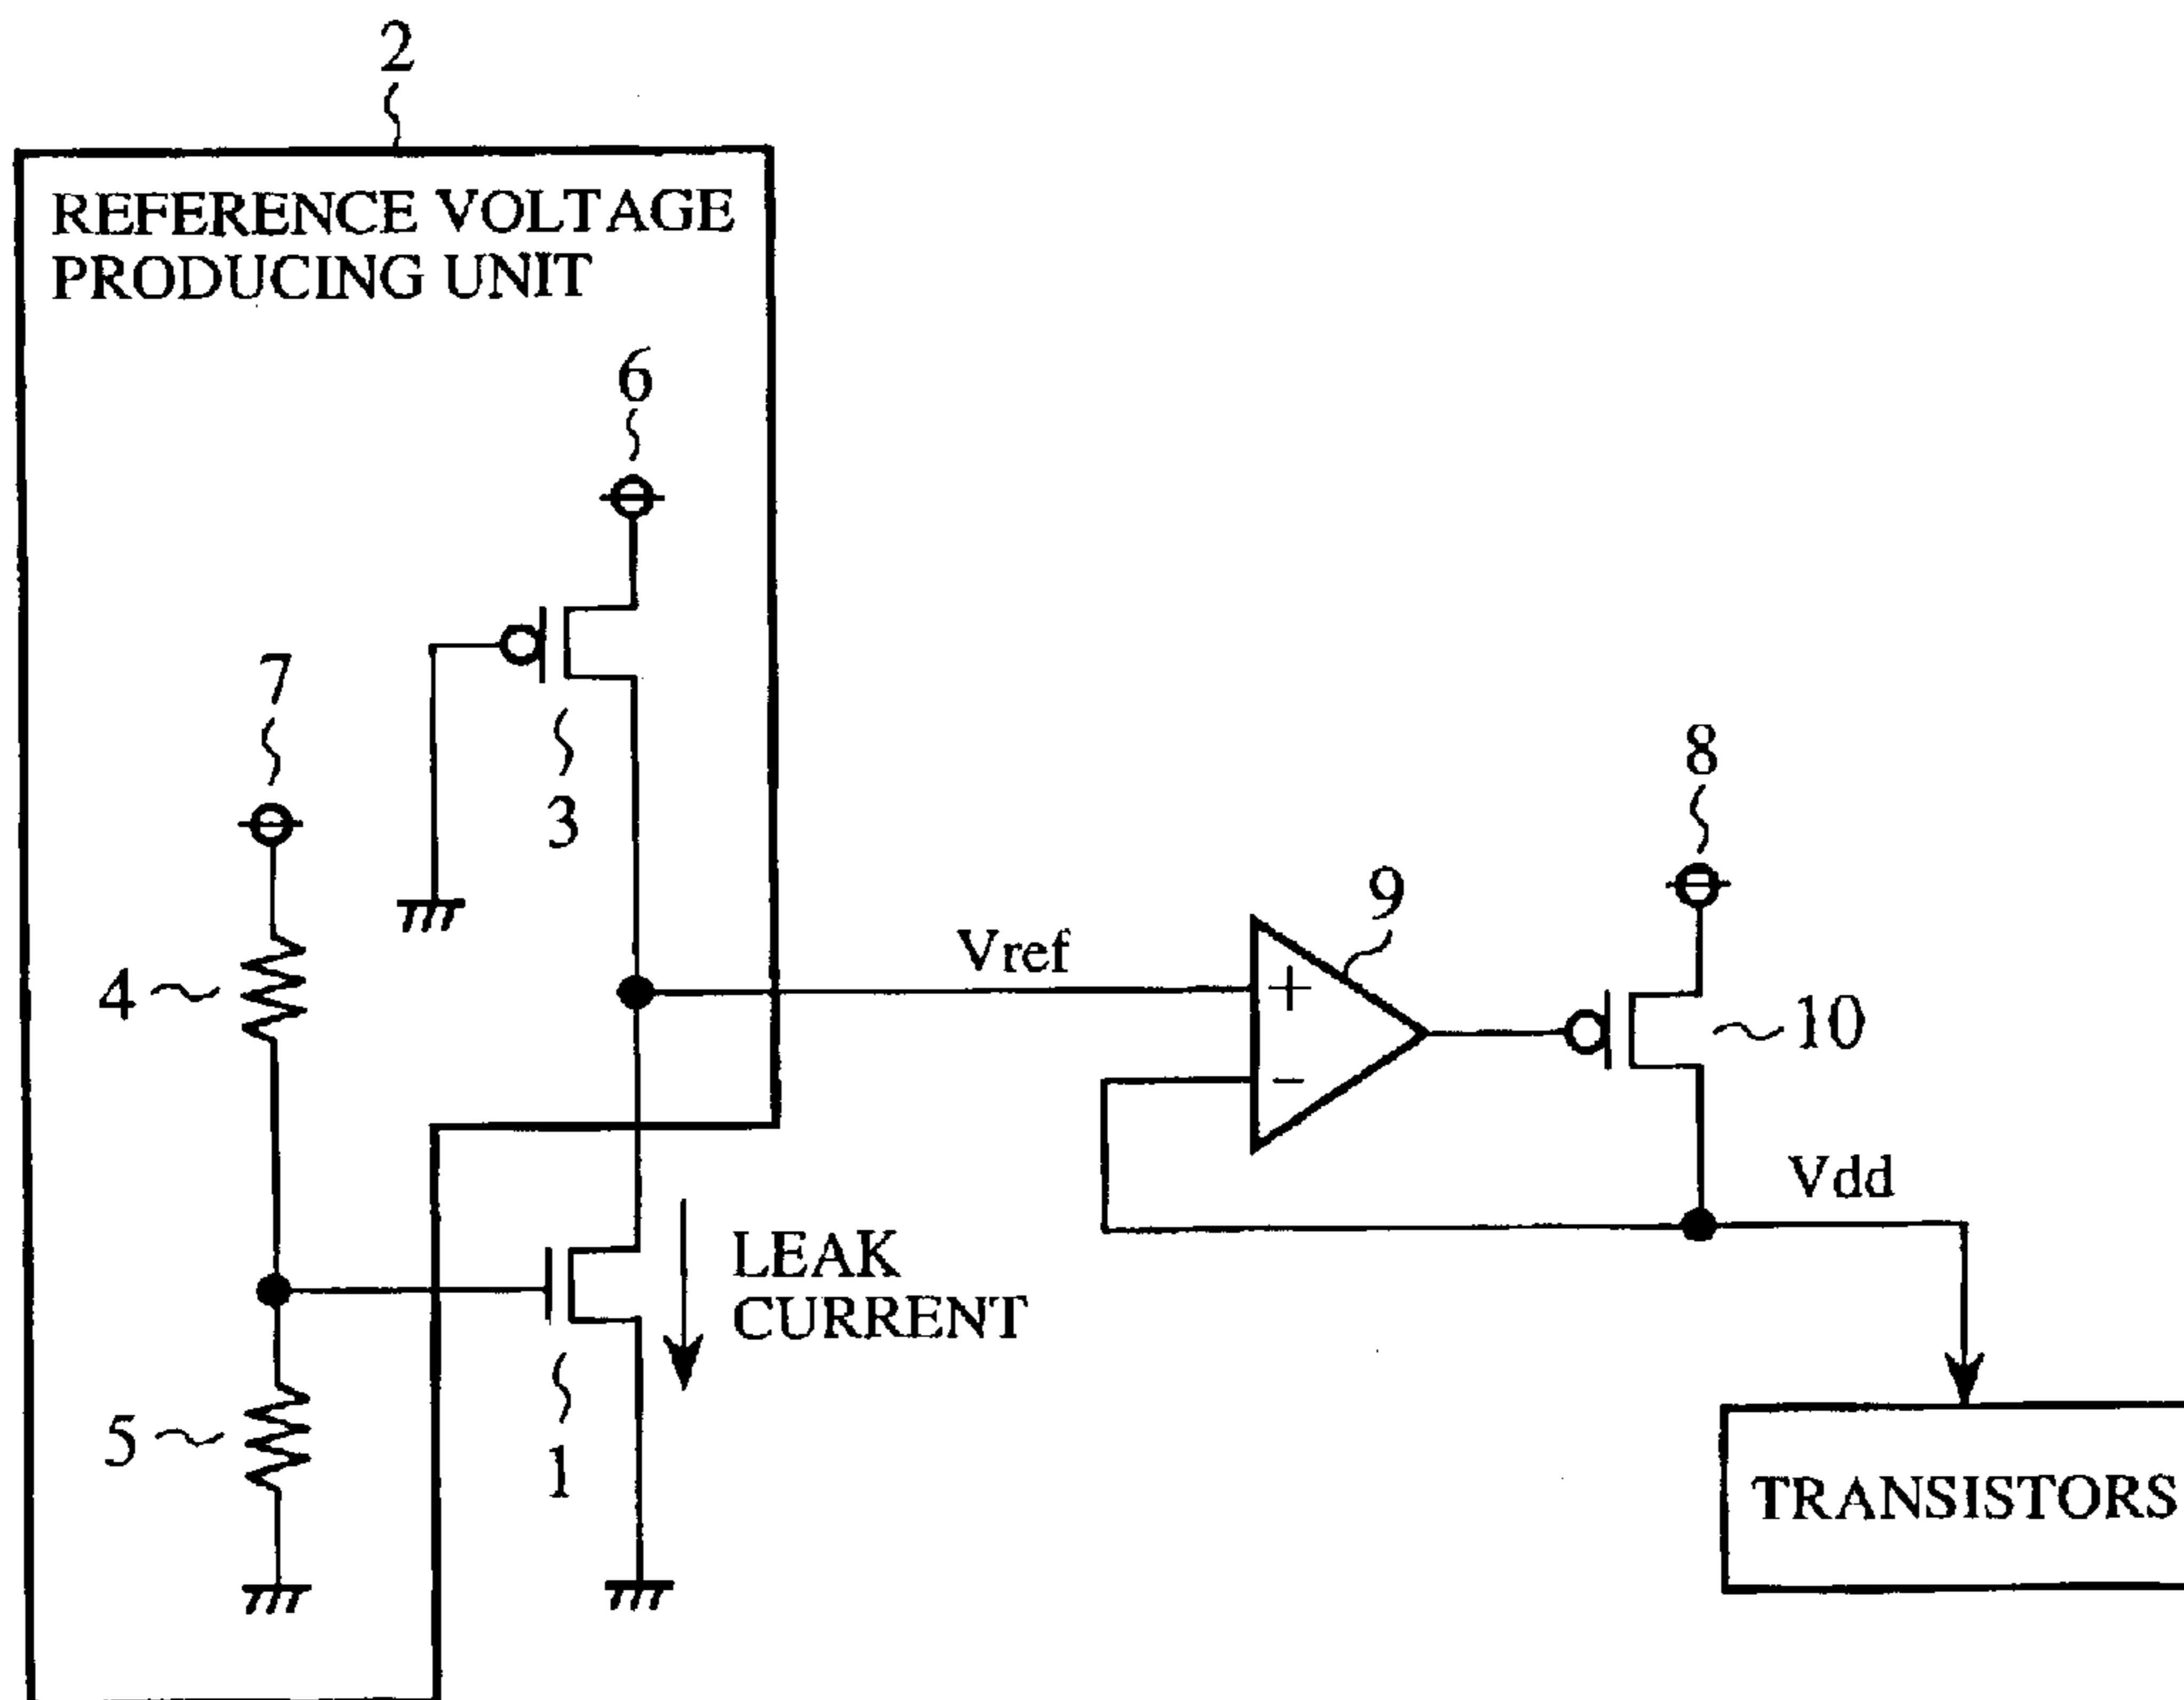 2
REFERENCE VOLTAGE
PRODUCING UNIT
6
7
3
8
9
4
Vref
+
10
−
Vdd
LEAK
CURRENT
5
1
TRANSISTORS